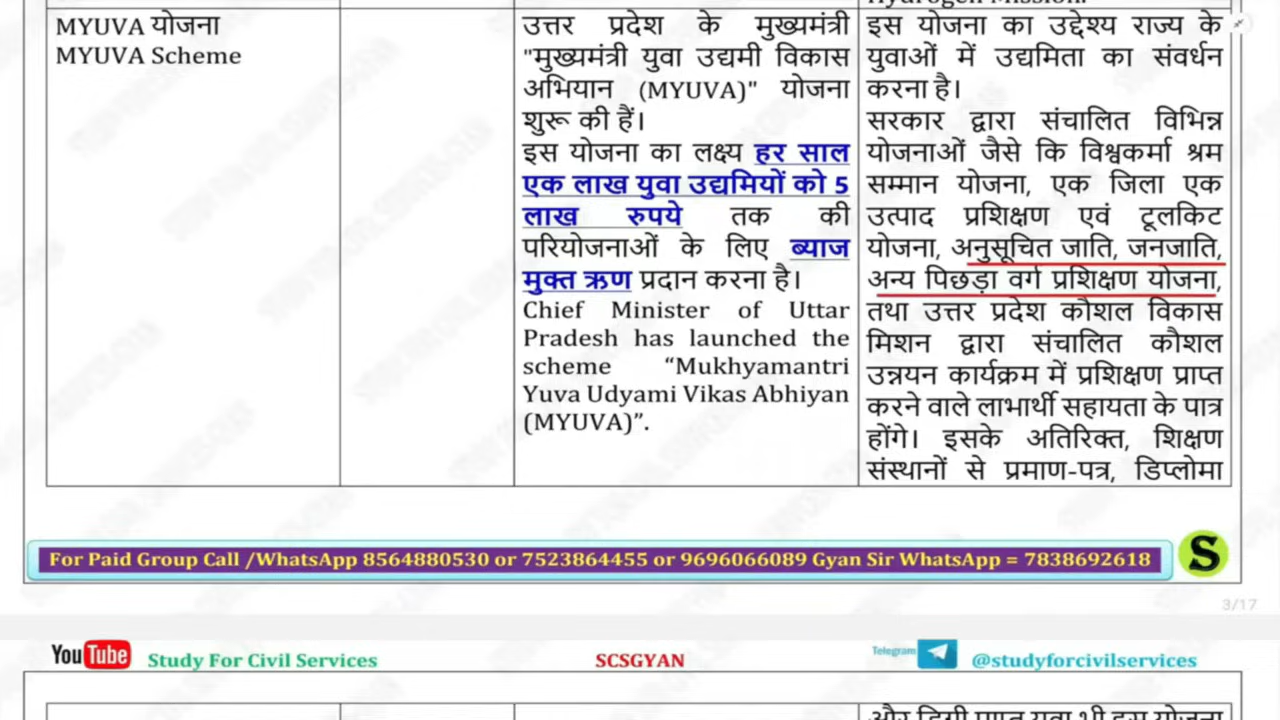 Hydrogen Mission.
MYUVA योजना
MYUVA Scheme
उत्तर प्रदेश के मुख्यमंत्री
"मुख्यमंत्री युवा उद्यमी विकास
अभियान (MYUVA)" योजना
शुरू की हैं।
इस योजना का लक्ष्य हर साल
एक लाख युवा उद्यमियों को 5
लाख रुपये तक की
परियोजनाओं के लिए ब्याज
मुक्त ऋण प्रदान करना है।
Chief Minister of Uttar
Pradesh has launched the
scheme “Mukhyamantri
Yuva Udyami Vikas Abhiyan
(MYUVA)”.
इस योजना का उद्देश्य राज्य के
युवाओं में उद्यमिता का संवर्धन
करना है।
सरकार द्वारा संचालित विभिन्न
योजनाओं जैसे कि विश्वकर्मा श्रम
सम्मान योजना, एक जिला एक
उत्पाद प्रशिक्षण एवं टूलकिट
योजना, अनुसूचित जाति, जनजाति,
अन्य पिछड़ा वर्ग प्रशिक्षण योजना,
तथा उत्तर प्रदेश कौशल विकास
मिशन द्वारा संचालित कौशल
उन्नयन कार्यक्रम में प्रशिक्षण प्राप्त
करने वाले लाभार्थी सहायता के पात्र
होंगे। इसके अतिरिक्त, शिक्षण
संस्थानों से प्रमाण-पत्र, डिप्लोमा
For Paid Group Call /WhatsApp 8564880530 or 7523864455 or 9696066089 Gyan Sir WhatsApp = 7838692618
S
3/17
YouTube Study For Civil Services
SCSGYAN
Telegram @studyforcivilservices
और डिग्री प्राप्त युवा भी इस योजना